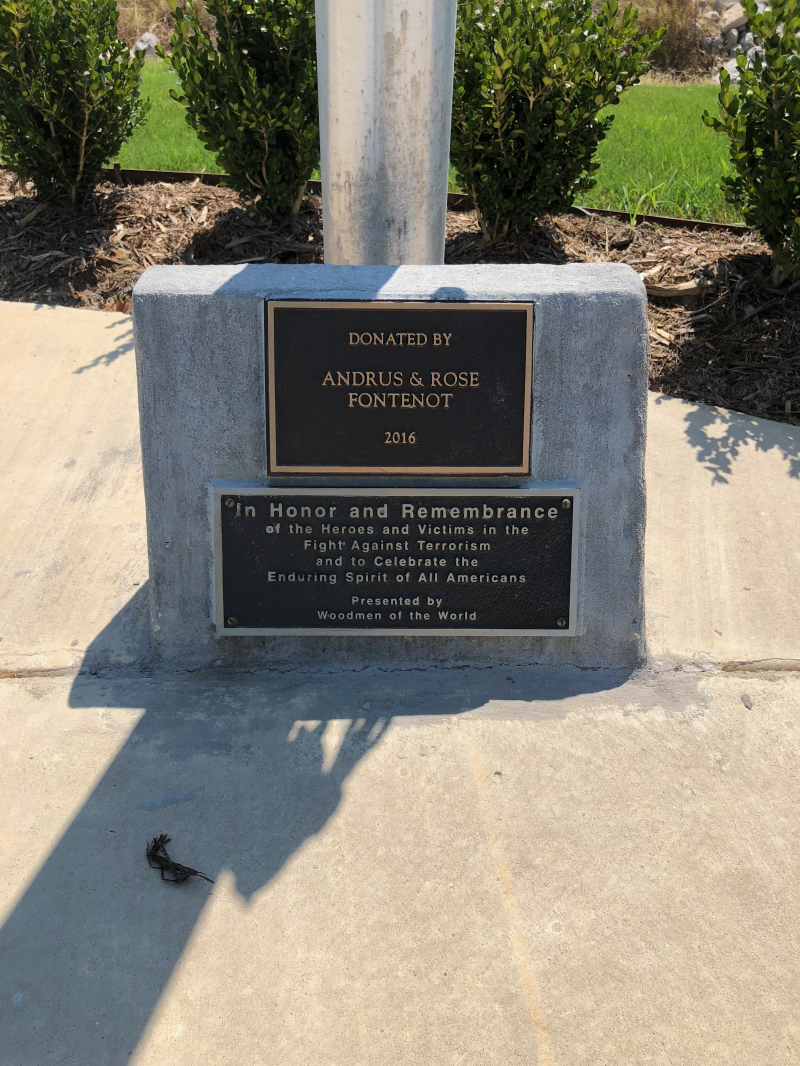 DONATED BY
ANDRUS & ROSE
FONTENOT
2016
In Honor and Remembrance
of the Heroes and Victims in the
Fight Against Terrorism
and to Celebrate the
Enduring Spirit of All Americans
Presented by
Woodmen of the World